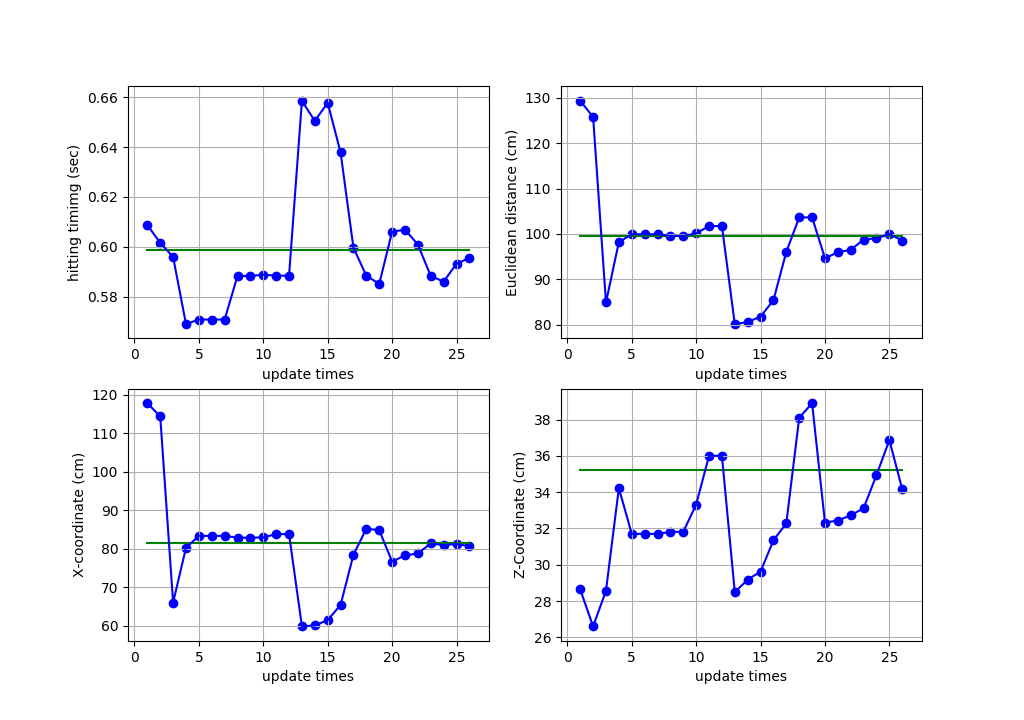 0.66
0.64
0.62
0.60
0.58
hitting timimg (sec)
0 5 10 15 20 25
update times
130
120
110
100
90
80
Euclidean distance (cm)
0 5 10 15 20 25
update times
120
110
100
90
80
70
60
X-coordinate (cm)
0 5 10 15 20 25
update times
38
36
34
32
30
28
26
Z-Coordinate (cm)
0 5 10 15 20 25
update times